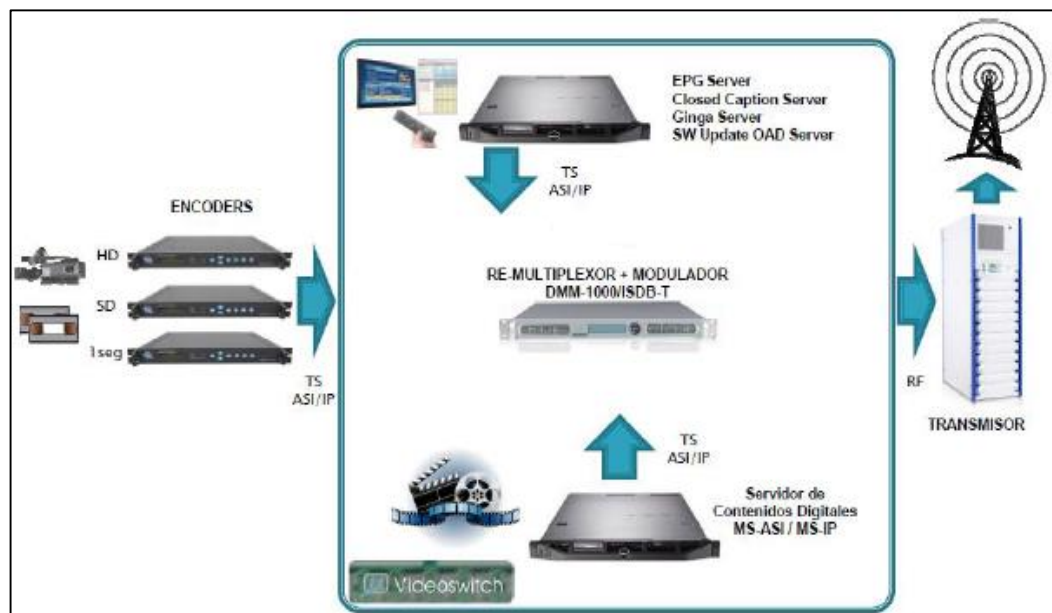 EPG Server
Closed Caption Server
Ginga Server
SW Update OAD Server
TS
ASI/IP
ENCODERS
HD
SD
1seg
TS
ASI/IP
RE-MULTIPLEXOR + MODULADOR
DMM-1000/ISDB-T
RF
TRANSMISOR
TS
ASI/IP
Servidor de
Contenidos Digitales
MS-ASI / MS-IP
Videoswitch